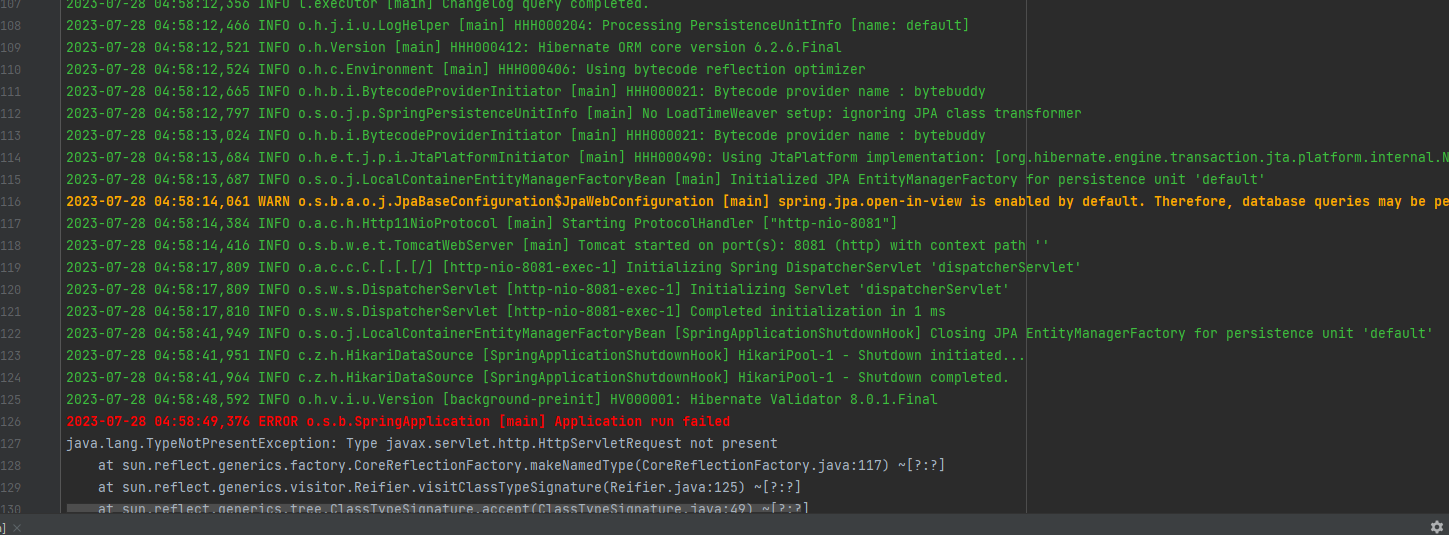 107 2023-07-28 04:58:12,356 INFO l.executor [main] Changelog query completed.
108 2023-07-28 04:58:12,466 INFO o.h.j.i.u.LogHelper [main] HHH000204: Processing PersistenceUnitInfo [name: default]
109 2023-07-28 04:58:12,521 INFO o.h.Version [main] HHH000412: Hibernate ORM core version 6.2.6.Final
110 2023-07-28 04:58:12,524 INFO o.h.c.Environment [main] HHH000406: Using bytecode reflection optimizer
111 2023-07-28 04:58:12,665 INFO o.h.b.i.BytecodeProviderInitiator [main] HHH000021: Bytecode provider name : bytebuddy
112 2023-07-28 04:58:12,797 INFO o.s.o.j.p.SpringPersistenceUnitInfo [main] No LoadTimeWeaver setup: ignoring JPA class transformer
113 2023-07-28 04:58:13,024 INFO o.h.b.i.BytecodeProviderInitiator [main] HHH000021: Bytecode provider name : bytebuddy
114 2023-07-28 04:58:13,684 INFO o.h.e.t.j.p.i.JtaPlatformInitiator [main] HHH000490: Using JtaPlatform implementation: [org.hibernate.engine.transaction.jta.platform.internal.N
115 2023-07-28 04:58:13,687 INFO o.s.o.j.LocalContainerEntityManagerFactoryBean [main] Initialized JPA EntityManagerFactory for persistence unit 'default'
116 2023-07-28 04:58:14,061 WARN o.s.b.a.o.j.JpaBaseConfiguration$JpaWebConfiguration [main] spring.jpa.open-in-view is enabled by default. Therefore, database queries may be pe
117 2023-07-28 04:58:14,384 INFO o.a.c.h.Http11NioProtocol [main] Starting ProtocolHandler ["http-nio-8081"]
118 2023-07-28 04:58:14,416 INFO o.s.b.w.e.t.TomcatWebServer [main] Tomcat started on port(s): 8081 (http) with context path ''
119 2023-07-28 04:58:17,809 INFO o.a.c.c.C.[.[.[/] [http-nio-8081-exec-1] Initializing Spring DispatcherServlet 'dispatcherServlet'
120 2023-07-28 04:58:17,809 INFO o.s.w.s.DispatcherServlet [http-nio-8081-exec-1] Initializing Servlet 'dispatcherServlet'
121 2023-07-28 04:58:17,810 INFO o.s.w.s.DispatcherServlet [http-nio-8081-exec-1] Completed initialization in 1 ms
122 2023-07-28 04:58:41,949 INFO o.s.o.j.LocalContainerEntityManagerFactoryBean [SpringApplicationShutdownHook] Closing JPA EntityManagerFactory for persistence unit 'default'
123 2023-07-28 04:58:41,951 INFO c.z.h.HikariDataSource [SpringApplicationShutdownHook] HikariPool-1 - Shutdown initiated...
124 2023-07-28 04:58:41,964 INFO c.z.h.HikariDataSource [SpringApplicationShutdownHook] HikariPool-1 - Shutdown completed.
125 2023-07-28 04:58:48,592 INFO o.h.v.i.u.Version [background-preinit] HV000001: Hibernate Validator 8.0.1.Final
126 2023-07-28 04:58:49,376 ERROR o.s.b.SpringApplication [main] Application run failed
127 java.lang.TypeNotPresentException: Type javax.servlet.http.HttpServletRequest not present
128 at sun.reflect.generics.factory.CoreReflectionFactory.makeNamedType(CoreReflectionFactory.java:117) ~[?:?]
129 at sun.reflect.generics.visitor.Reifier.visitClassTypeSignature(Reifier.java:125) ~[?:?]
130 at sun.reflect.generics.tree.ClassTypeSignature.accept(ClassTypeSignature.java:49) ~[?:?]